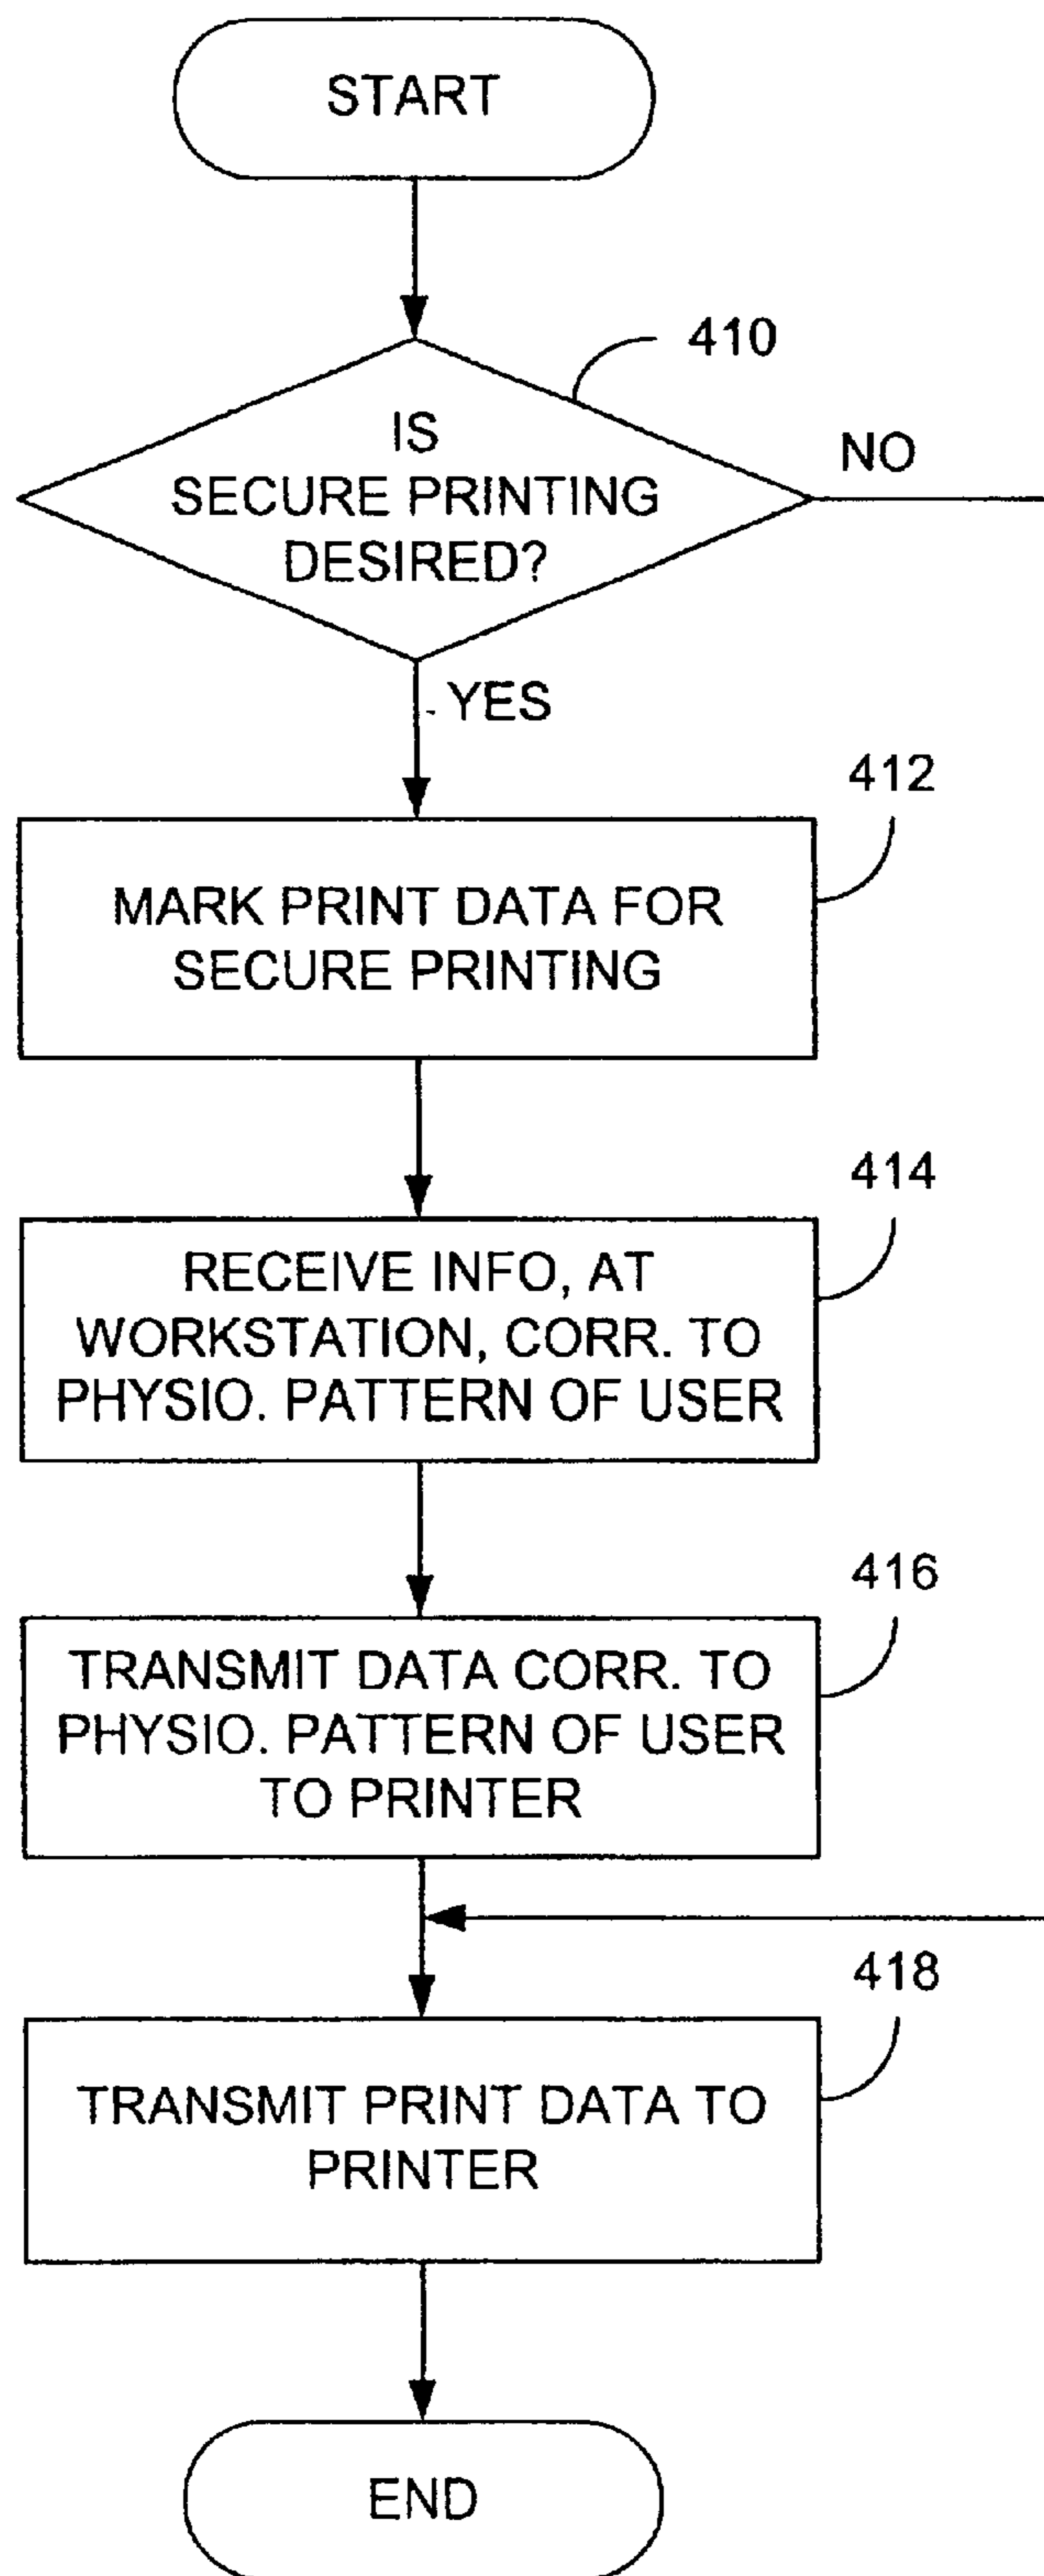 START
410
IS
SECURE PRINTING
DESIRED?
NO
YES
412
MARK PRINT DATA FOR
SECURE PRINTING
414
RECEIVE INFO, AT
WORKSTATION, CORR. TO
PHYSIO. PATTERN OF USER
416
TRANSMIT DATA CORR. TO
PHYSIO. PATTERN OF USER
TO PRINTER
418
TRANSMIT PRINT DATA TO
PRINTER
END